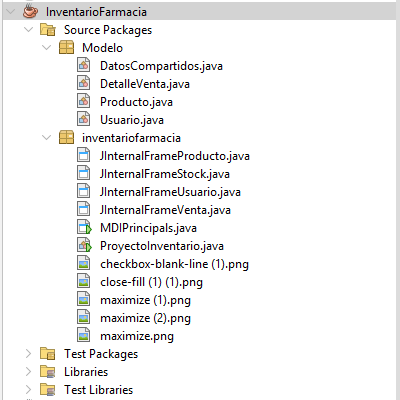 InventarioFarmacia
Source Packages
Modelo
DatosCompartidos.java
DetalleVenta.java
Producto.java
Usuario.java
inventariofarmacia
JInternalFrameProducto.java
JInternalFrameStock.java
JInternalFrameUsuario.java
JInternalFrameVenta.java
MDIPrincipals.java
ProyectoInventario.java
checkbox-blank-line (1).png
close-fill (1) (1).png
maximize (1).png
maximize (2).png
maximize.png
Test Packages
Libraries
Test Libraries